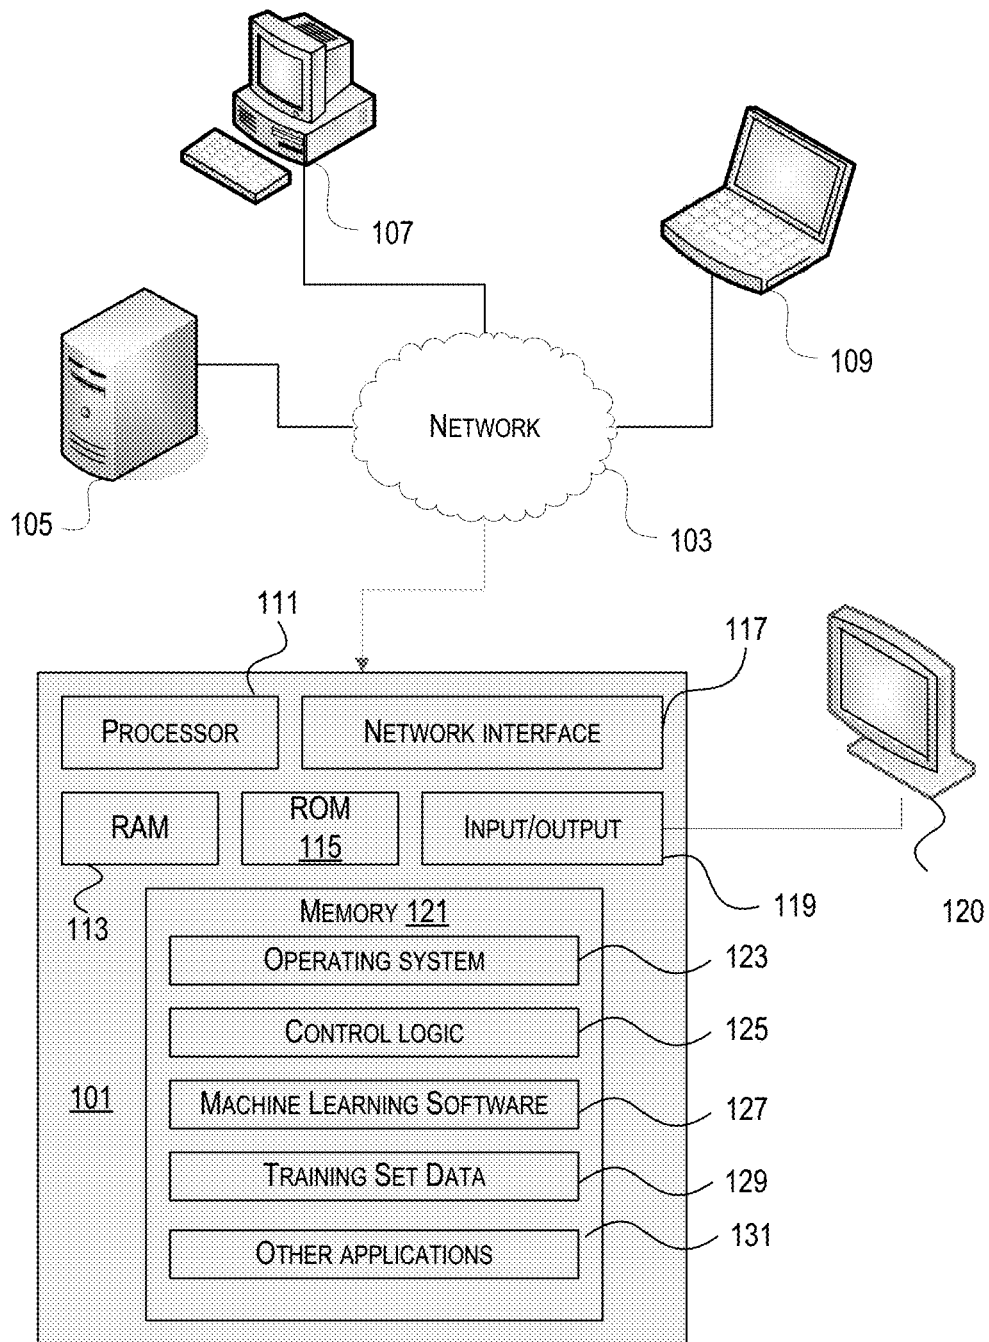 107
109
NETWORK
105
103
111
117
PROCESSOR
NETWORK INTERFACE
RAM
ROM
115
INPUT/OUTPUT
113
119
120
MEMORY 121
OPERATING SYSTEM
123
CONTROL LOGIC
125
101
MACHINE LEARNING SOFTWARE
127
TRAINING SET DATA
129
OTHER APPLICATIONS
131